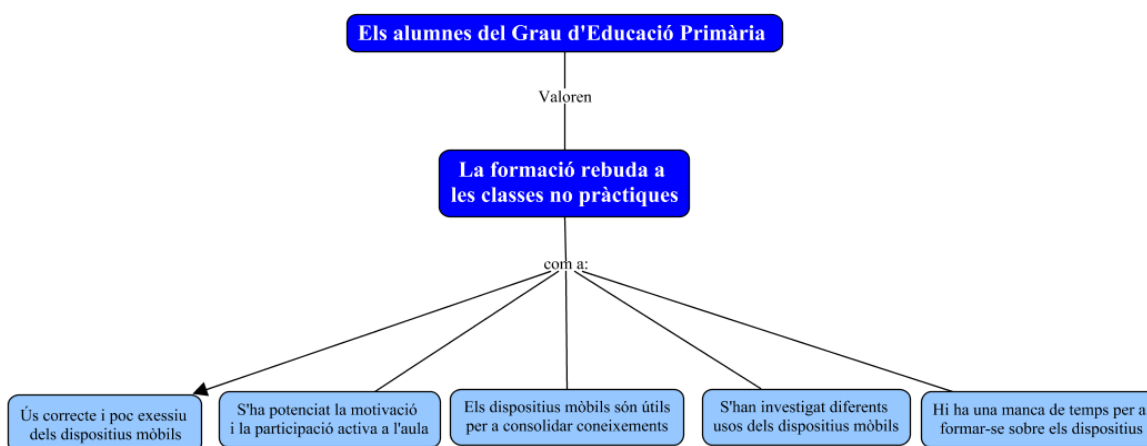 Els alumnes del Grau d'Educació Primària
Valoren
La formació rebuda a
les classes no pràctiques
com a:
Ús correcte i poc exessiu
dels dispositius mòbils
S'ha potenciat la motivació
i la participació activa a l'aula
Els dispositius mòbils són útils
per a consolidar coneixements
S'han investigat diferents
usos dels dispositius mòbils
Hi ha una manca de temps per a
formar-se sobre els dispositius